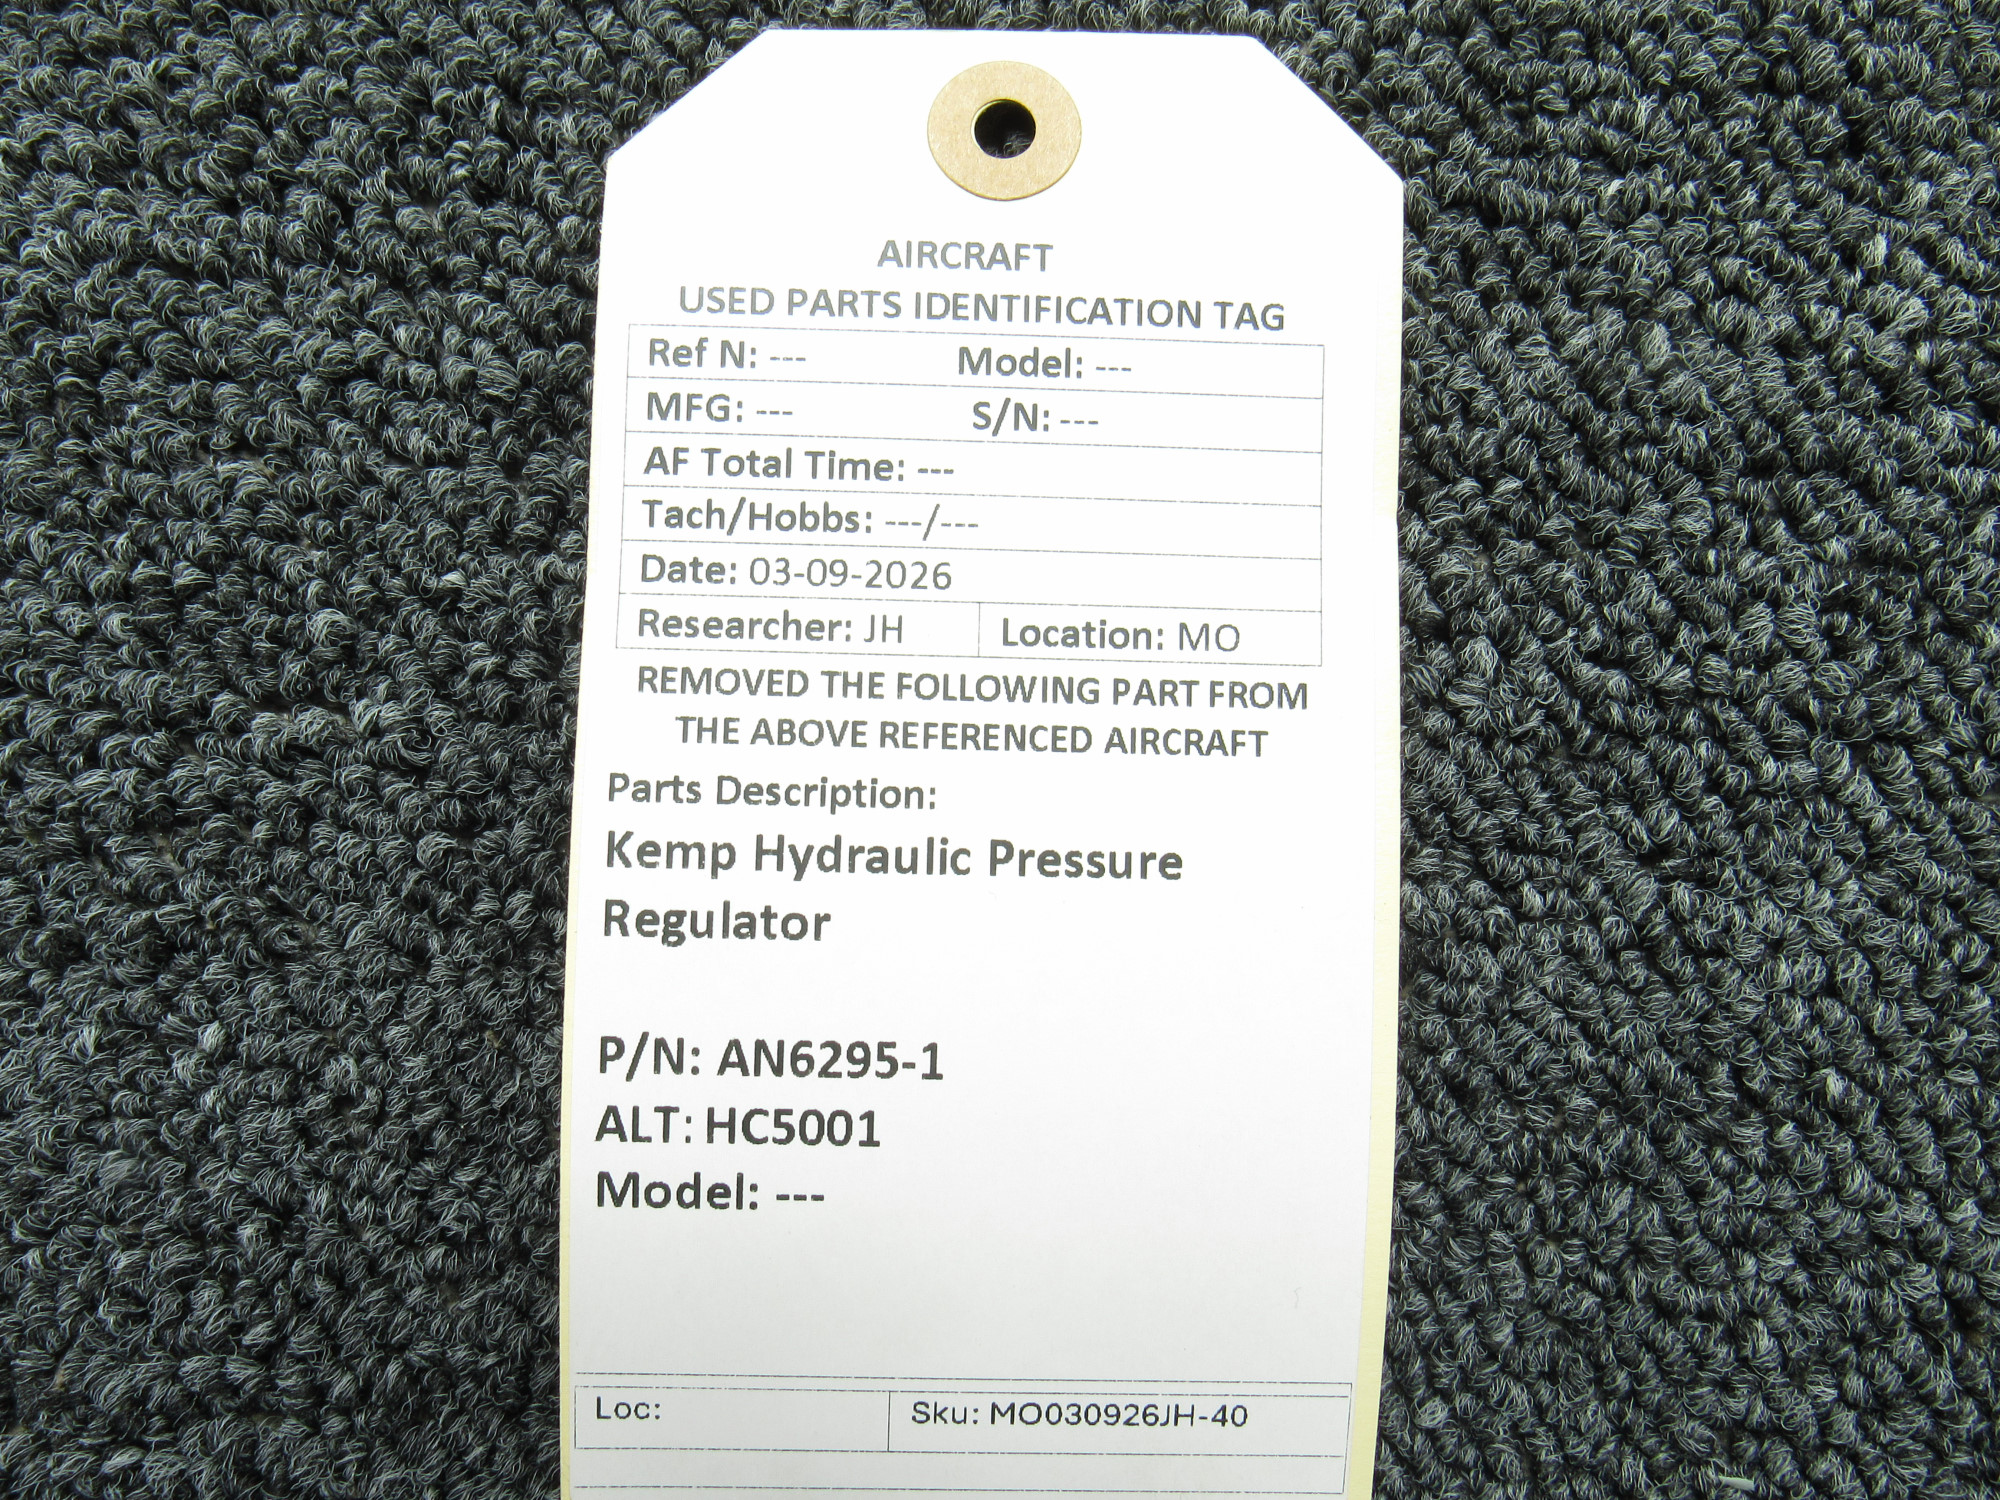 AIRCRAFT
USED PARTS IDENTIFICATION TAG
Ref N: --- Model: ---
MFG: --- S/N: ---
AF Total Time: ---
Tach/Hobbs: ---/---
Date: 03-09-2026
Researcher: JH Location: MO
REMOVED THE FOLLOWING PART FROM
THE ABOVE REFERENCED AIRCRAFT
Parts Description:
Kemp Hydraulic Pressure
Regulator
P/N: AN6295-1
ALT: HC5001
Model: ---
Loc: Sku: MO030926JH-40